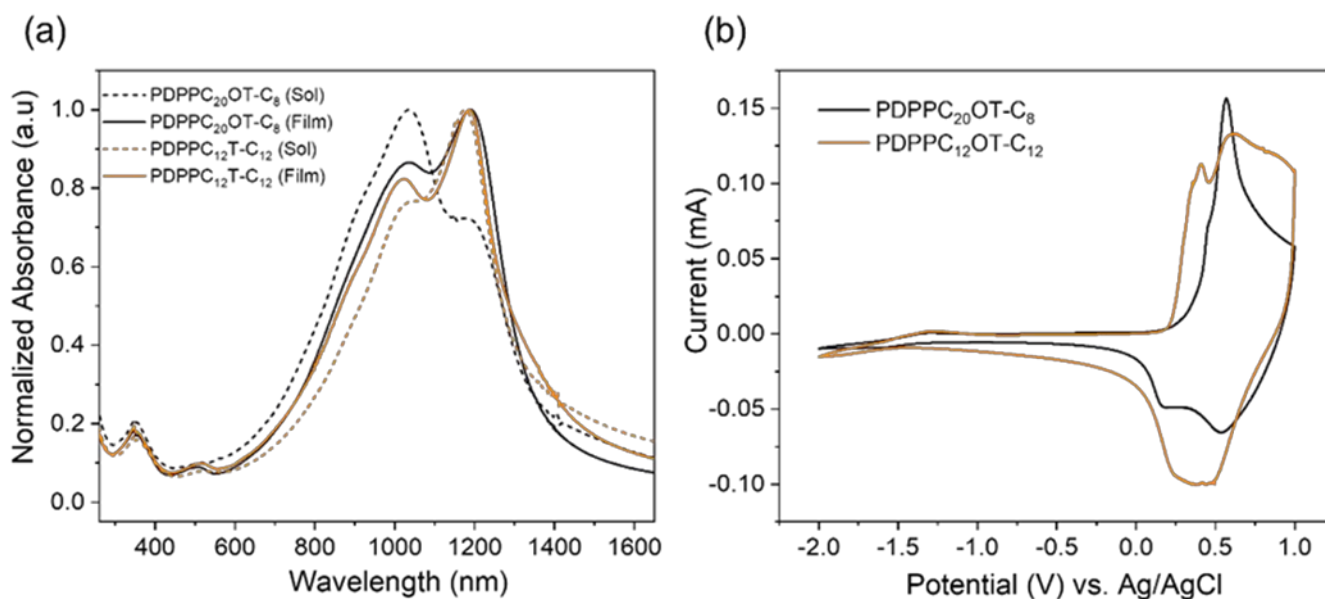 (a)
Normalized Absorbance (a.u)
1.0
0.8
0.6
0.4
0.2
0.0
PDPPC₂₀OT-C₈ (Sol)
PDPPC₂₀OT-C₈ (Film)
PDPPC₁₂T-C₁₂ (Sol)
PDPPC₁₂T-C₁₂ (Film)
400 600 800 1000 1200 1400 1600
Wavelength (nm)
(b)
Current (mA)
0.15
0.10
0.05
0.00
-0.05
-0.10
PDPPC₂₀OT-C₈
PDPPC₁₂OT-C₁₂
-2.0 -1.5 -1.0 -0.5 0.0 0.5 1.0
Potential (V) vs. Ag/AgCl